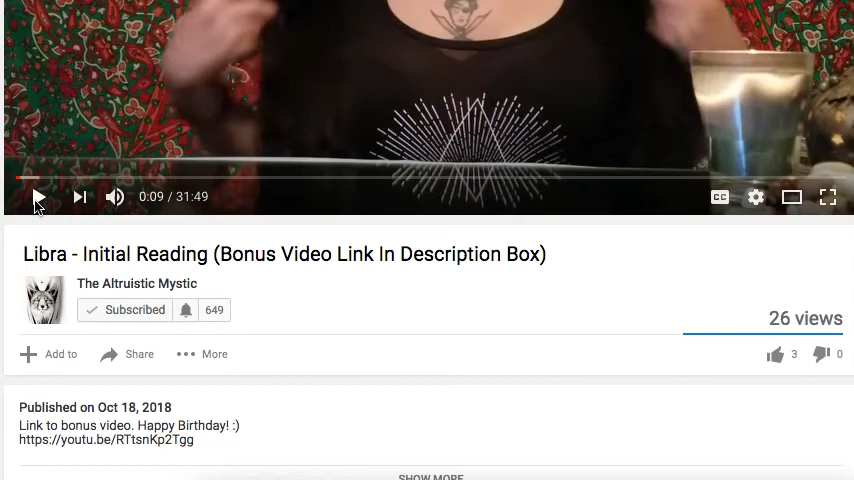 CC
0:09 / 31:49
Libra - Initial Reading (Bonus Video Link In Description Box)
The Altruistic Mystic
Subscribed 649
26 views
Add to Share More 3 0
Published on Oct 18, 2018
Link to bonus video. Happy Birthday! :)
https://youtu.be/RTtsnKp2Tgg
SHOW MORE